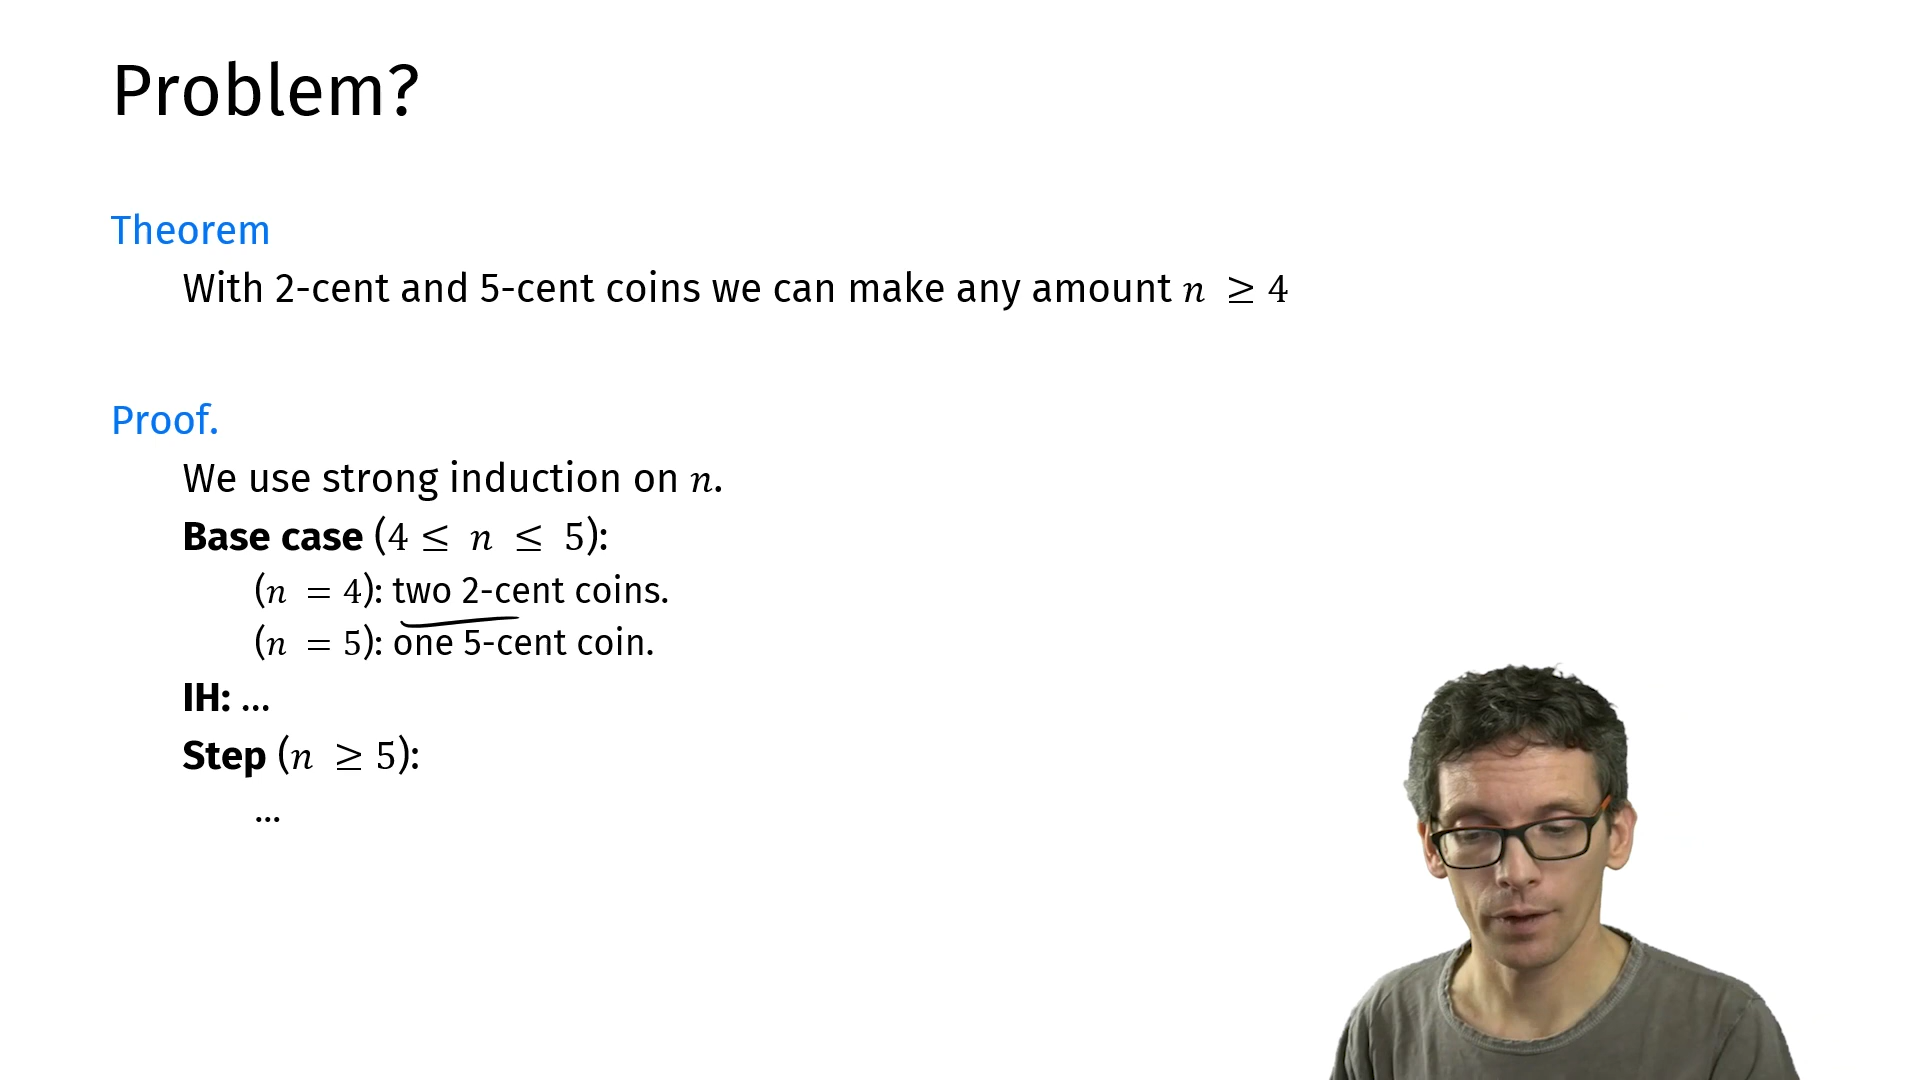 Problem?
Theorem
With 2-cent and 5-cent coins we can make any amount n ≥ 4
Proof.
We use strong induction on n.
Base case (4 ≤ n ≤ 5):
(n = 4): two 2-cent coins.
(n = 5): one 5-cent coin.
IH: ...
Step (n ≥ 5):
...